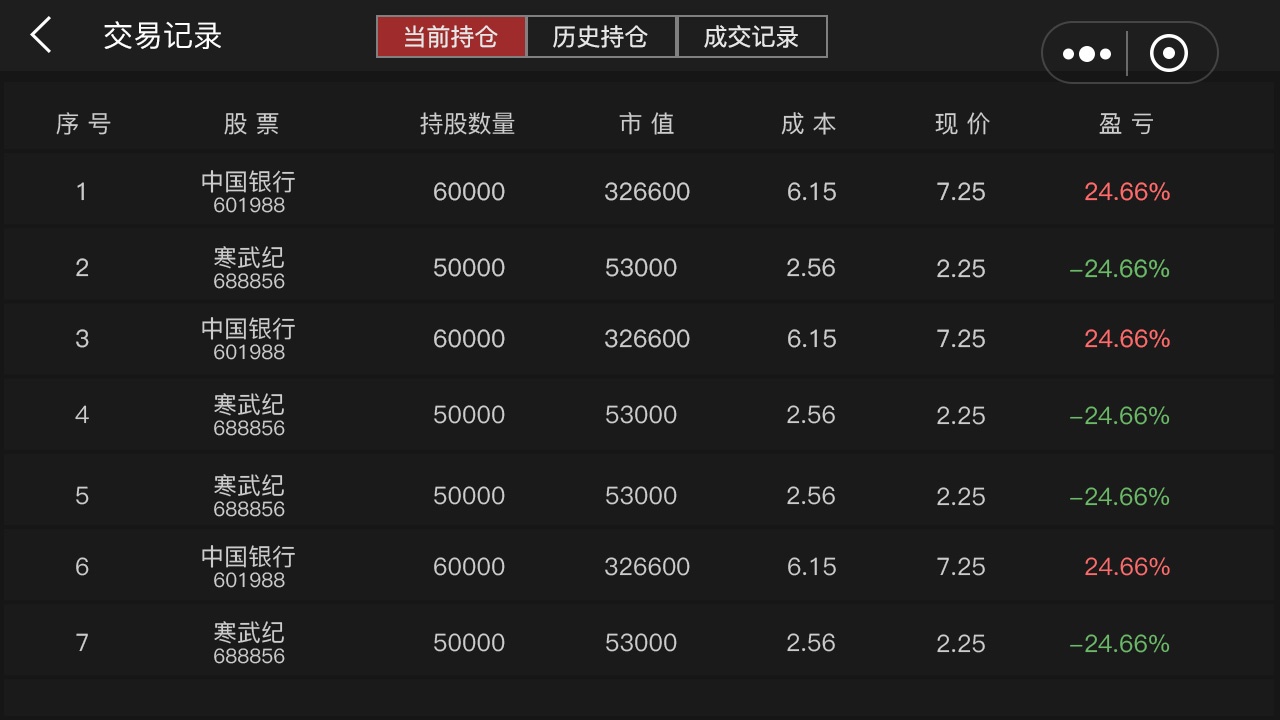 交易记录 当前持仓 历史持仓 成交记录
序号 股票 持股数量 市值 成本 现价 盈亏
1 中国银行 60000 326600 6.15 7.25 24.66%
601988
2 寒武纪 50000 53000 2.56 2.25 -24.66%
688856
3 中国银行 60000 326600 6.15 7.25 24.66%
601988
4 寒武纪 50000 53000 2.56 2.25 -24.66%
688856
5 寒武纪 50000 53000 2.56 2.25 -24.66%
688856
6 中国银行 60000 326600 6.15 7.25 24.66%
601988
7 寒武纪 50000 53000 2.56 2.25 -24.66%
688856